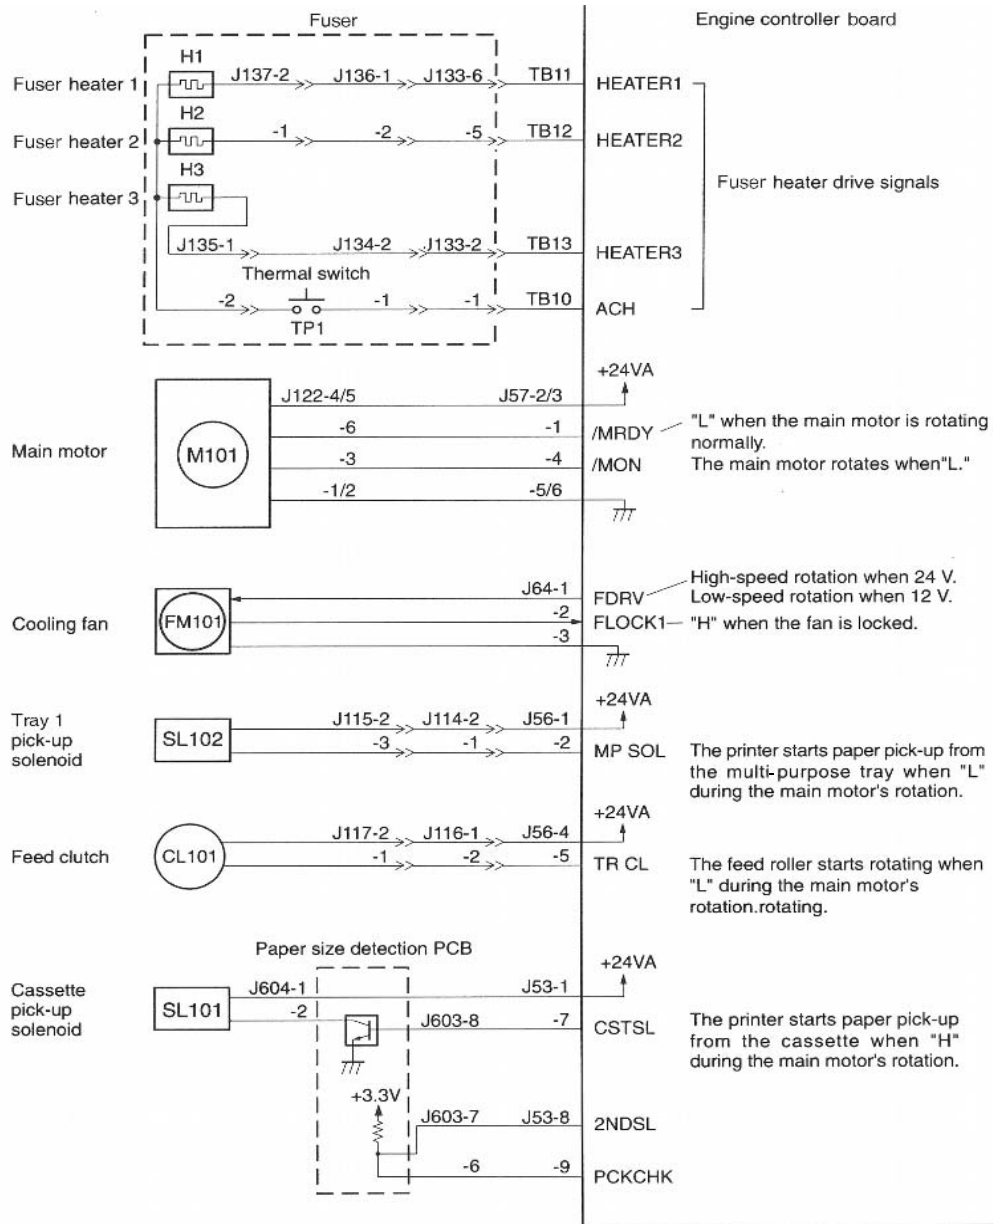 Fuser
Engine controller board
H1
Fuser heater 1
J137-2
J136-1
J133-6
TB11
HEATER1
H2
Fuser heater 2
-1
-2
-5
TB12
HEATER2
H3
Fuser heater 3
Fuser heater drive signals
J135-1
J134-2
J133-2
TB13
HEATER3
Thermal switch
-2
-1
-1
TB10
ACH
TP1
+24VA
J122-4/5
J57-2/3
-6
-1
/MRDY
"L" when the main motor is rotating
normally.
Main motor
M101
-3
-4
/MON
The main motor rotates when"L."
-1/2
-5/6
J64-1
FDRV
High-speed rotation when 24 V.
Low-speed rotation when 12 V.
Cooling fan
FM101
-2
FLOCK1
"H" when the fan is locked.
-3
+24VA
Tray 1
pick-up
solenoid
SL102
J115-2
J114-2
J56-1
-3
-1
-2
MP SOL
The printer starts paper pick-up from
the multi-purpose tray when "L"
during the main motor's rotation.
+24VA
J117-2
J116-1
J56-4
Feed clutch
CL101
-1
-2
-5
TR CL
The feed roller starts rotating when
"L" during the main motor's
rotation.rotating.
Paper size detection PCB
+24VA
Cassette
pick-up
solenoid
SL101
J604-1
J53-1
-2
J603-8
-7
CSTSL
The printer starts paper pick-up
from the cassette when "H"
during the main motor's rotation.
+3.3V
J603-7
J53-8
2NDSL
-6
-9
PCKCHK